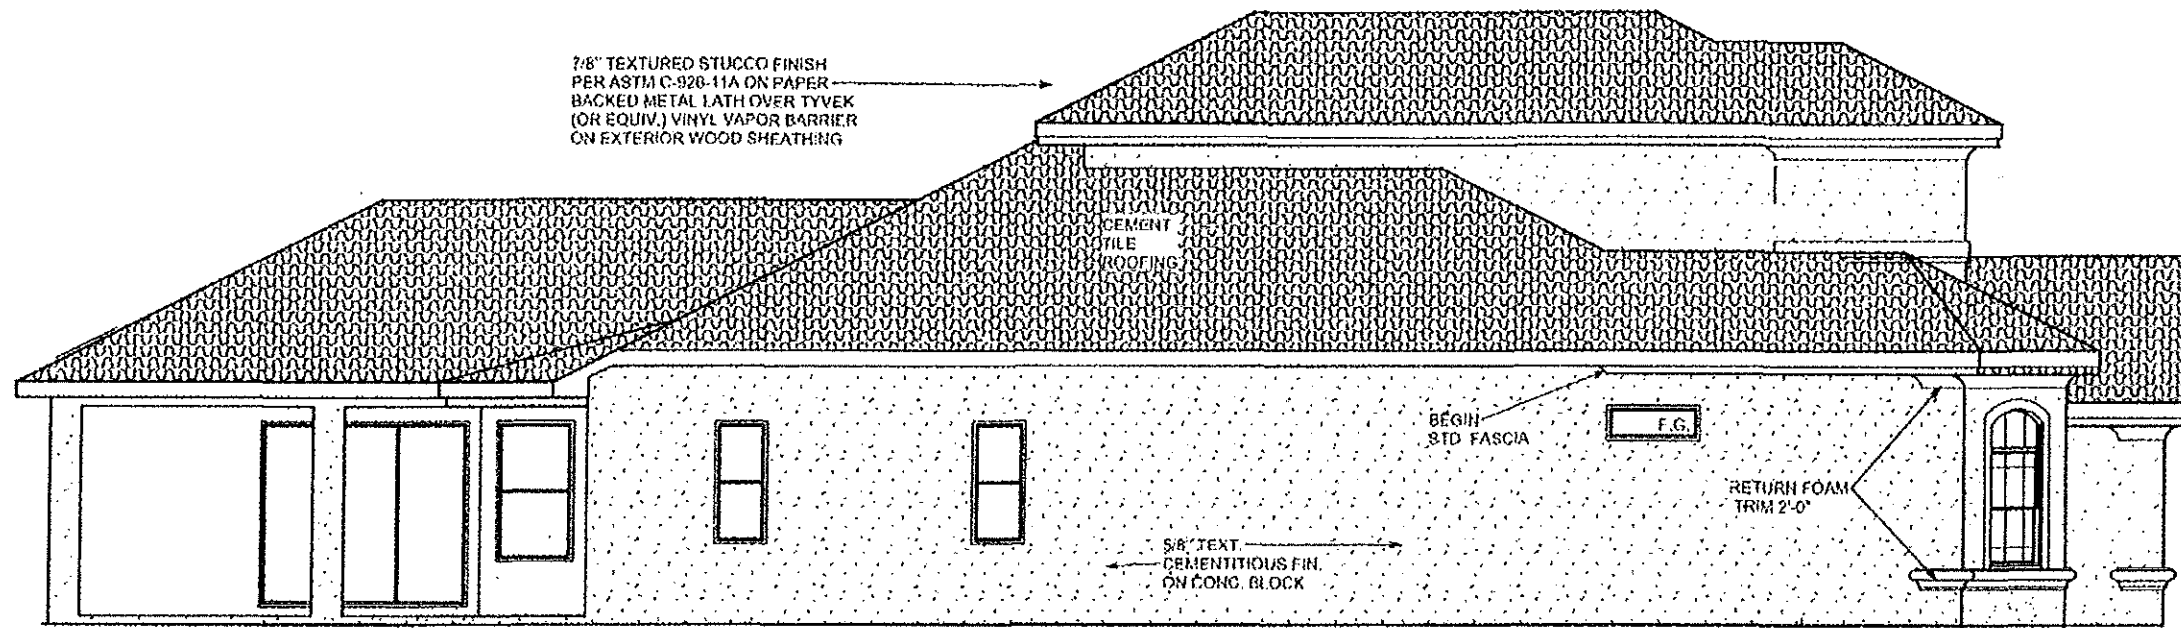 7/8" TEXTURED STUCCO FINISH
PER ASTM C-926-11A ON PAPER
BACKED METAL LATH OVER TYVEK
(OR EQUIV.) VINYL VAPOR BARRIER
ON EXTERIOR WOOD SHEATHING
CEMENT
TILE
ROOFING
BEGIN
STD. FASCIA
F.G.
RETURN FOAM
TRIM 2'-0"
5/8" TEXT.
CEMENTITIOUS FIN.
ON CONC. BLOCK